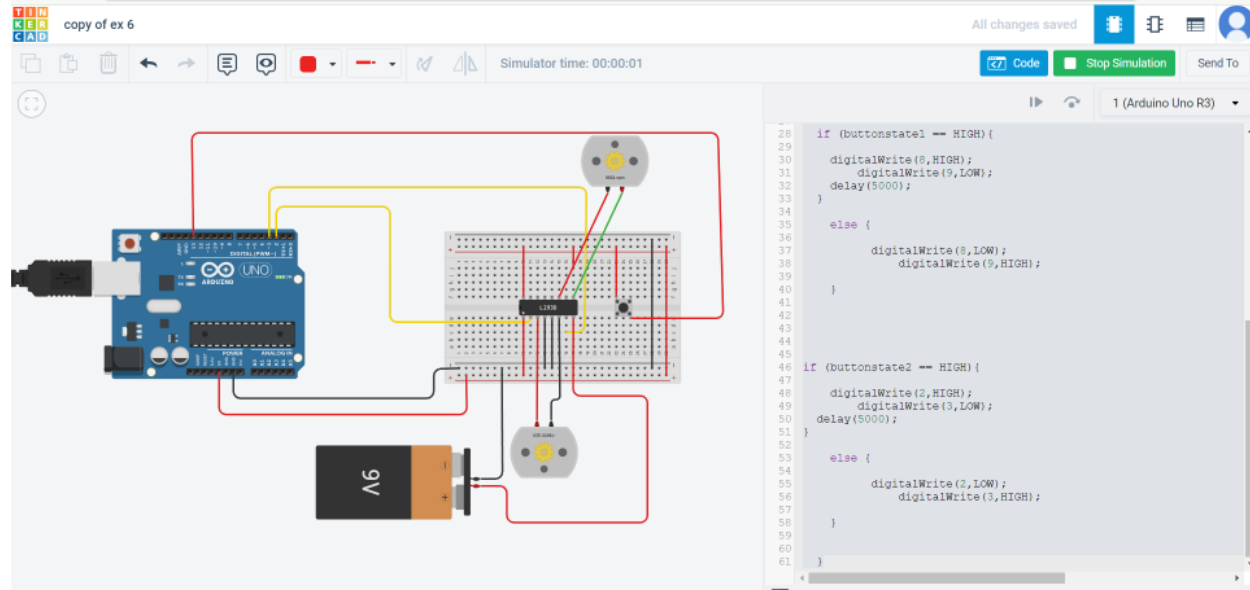 TIN
KER
CAD
copy of ex 6
All changes saved
Simulator time: 00:00:01
Code
Stop Simulation
Send To
1 (Arduino Uno R3)
DIGITAL (PWM~)
UNO
ARDUINO
POWER
ANALOG IN
L293D
9V
28 if (buttonstate1 == HIGH){
29
30 digitalWrite(8,HIGH);
31 digitalWrite(9,LOW);
32 delay(5000);
33 }
34
35 else {
36
37 digitalWrite(8,LOW);
38 digitalWrite(9,HIGH);
39
40 }
41
42
43
44
45
46 if (buttonstate2 == HIGH){
47
48 digitalWrite(2,HIGH);
49 digitalWrite(3,LOW);
50 delay(5000);
51 }
52
53 else {
54
55 digitalWrite(2,LOW);
56 digitalWrite(3,HIGH);
57
58 }
59
60
61 }